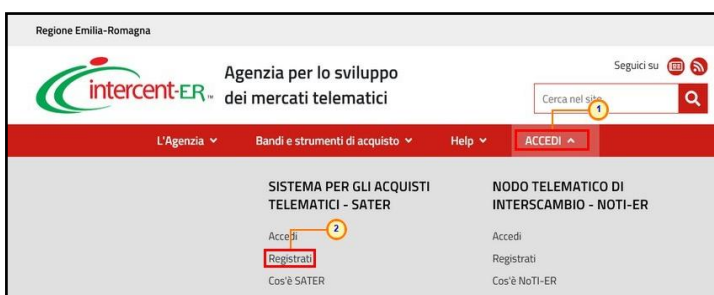 Regione Emilia-Romagna
Seguici su
intercent-ER™
Agenzia per lo sviluppo
dei mercati telematici
Cerca nel sito
1
L'Agenzia
Bandi e strumenti di acquisto
Help
ACCEDI
SISTEMA PER GLI ACQUISTI
TELEMATICI - SATER
Accedi
2
Registrati
Cos'è SATER
NODO TELEMATICO DI
INTERSCAMBIO - NOTI-ER
Accedi
Registrati
Cos'è NoTI-ER